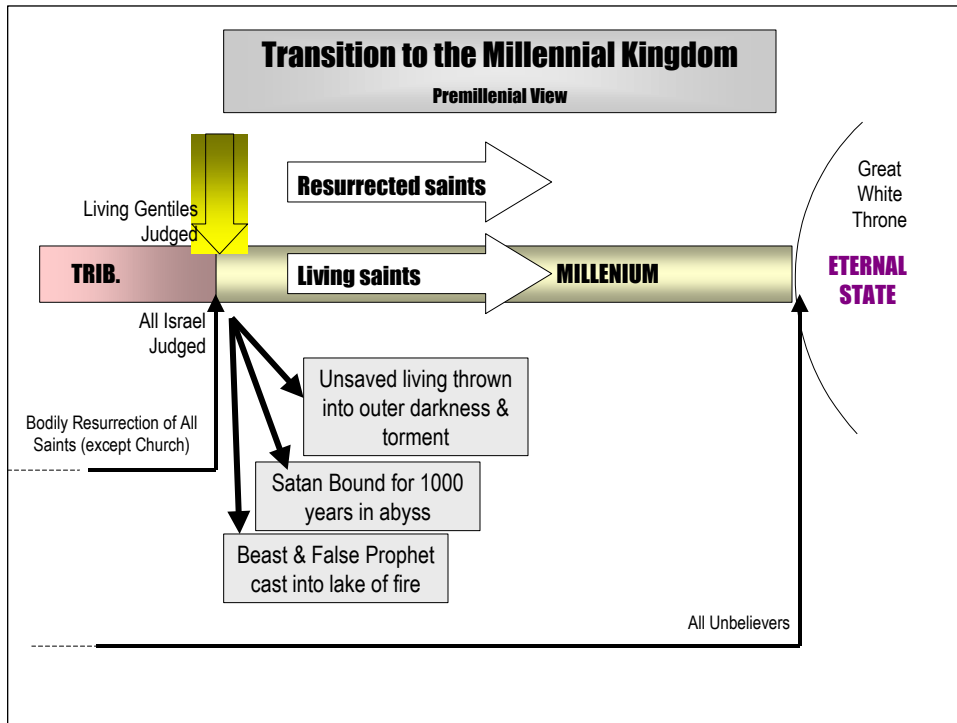 Transition to the Millennial Kingdom
Premillenial View
Resurrected saints
Great
White
Throne
Living Gentiles
Judged
TRIB.
Living saints
MILLENIUM
ETERNAL
STATE
All Israel
Judged
Unsaved living thrown
into outer darkness &
torment
Bodily Resurrection of All
Saints (except Church)
Satan Bound for 1000
years in abyss
Beast & False Prophet
cast into lake of fire
All Unbelievers